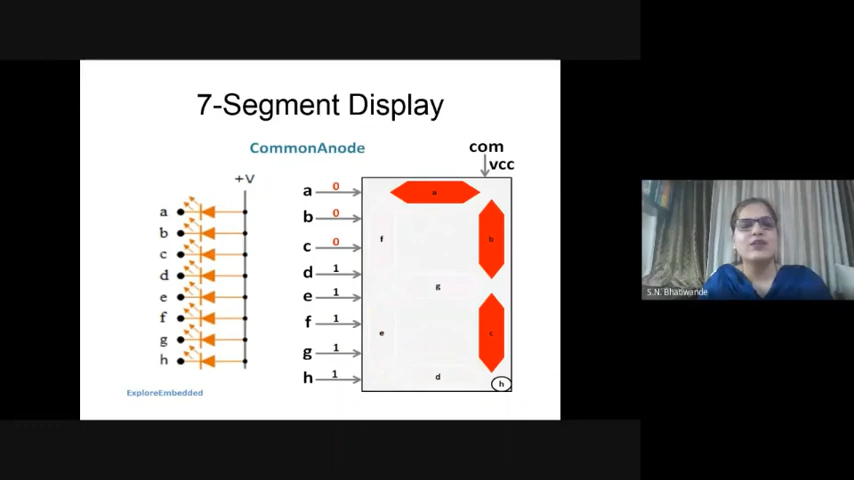 7-Segment Display
CommonAnode
com
vcc
+V
a
b
c
d
e
f
g
h
a 0
b 0
c 0
d 1
e 1
f 1
g 1
h 1
a
f
b
g
e
c
d
h
ExploreEmbedded
S.N. Bhatiwande